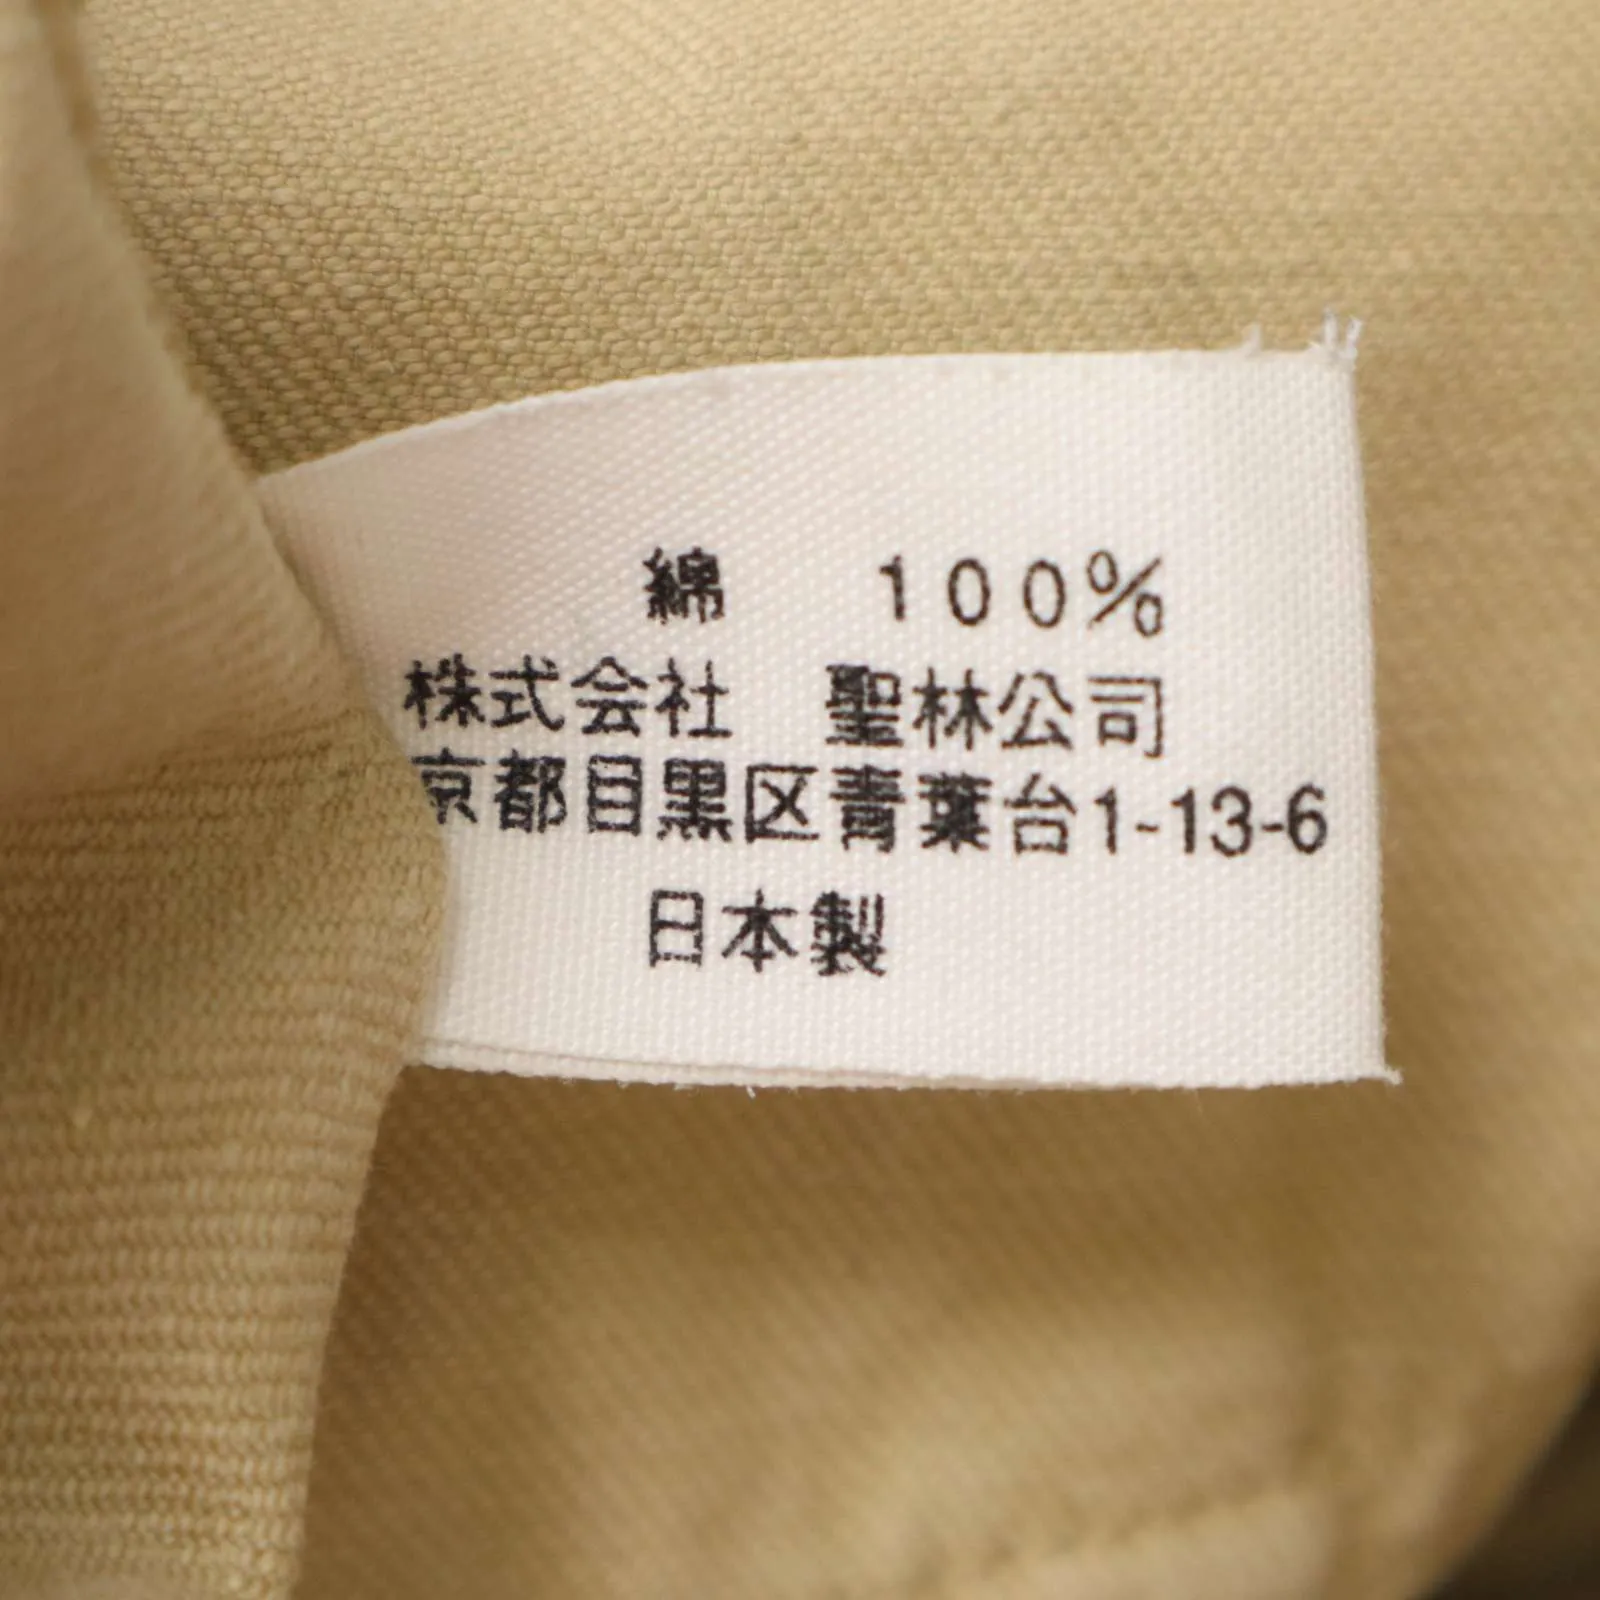 綿　100%
株式会社　聖林公司
京都目黒区青葉台1-13-6
日本製